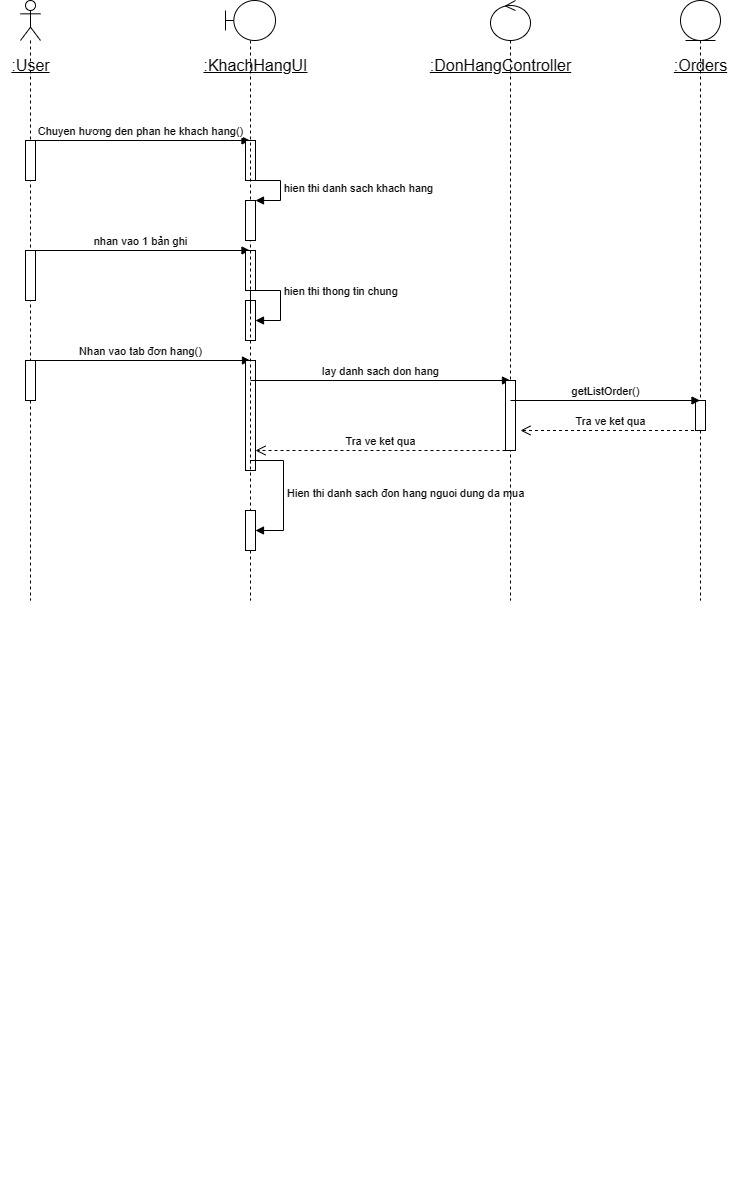 :User
:KhachHangUI
:DonHangController
:Orders
Chuyen hương den phan he khach hang()
hien thi danh sach khach hang
nhan vao 1 bản ghi
hien thi thong tin chung
Nhan vao tab đơn hang()
lay danh sach don hang
getListOrder()
Tra ve ket qua
Tra ve ket qua
Hien thi danh sach đon hang nguoi dung da mua